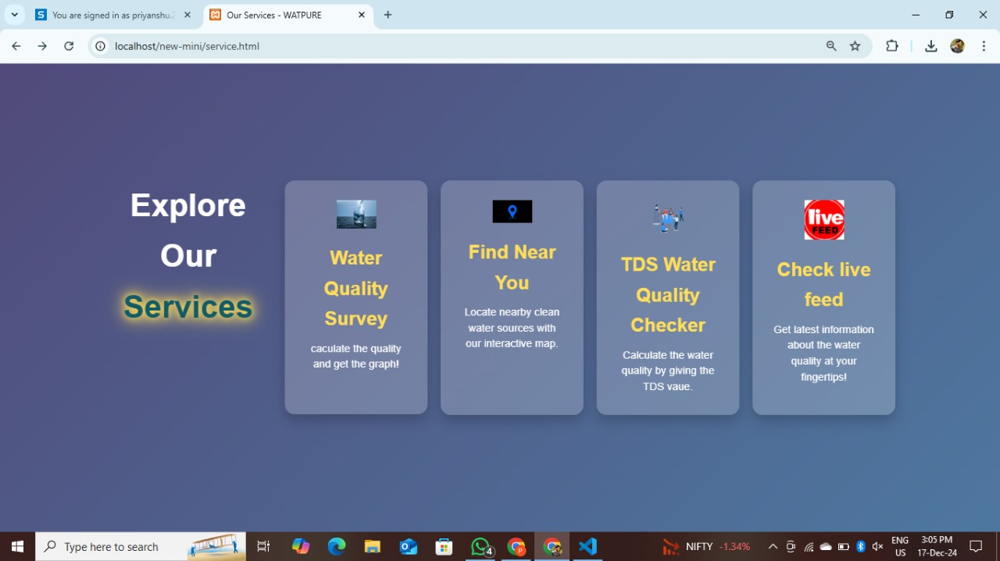 You are signed in as priyanshu.
Our Services - WATPURE
localhost/new-mini/service.html
Explore
Our
Services
Water
Quality
Survey
caculate the quality
and get the graph!
Find Near
You
Locate nearby clean
water sources with
our interactive map.
TDS Water
Quality
Checker
Calculate the water
quality by giving the
TDS vaue.
live
FEED
Check live
feed
Get latest information
about the water
quality at your
fingertips!
Type here to search
4
NIFTY -1.34%
ENG
US
3:05 PM
17-Dec-24